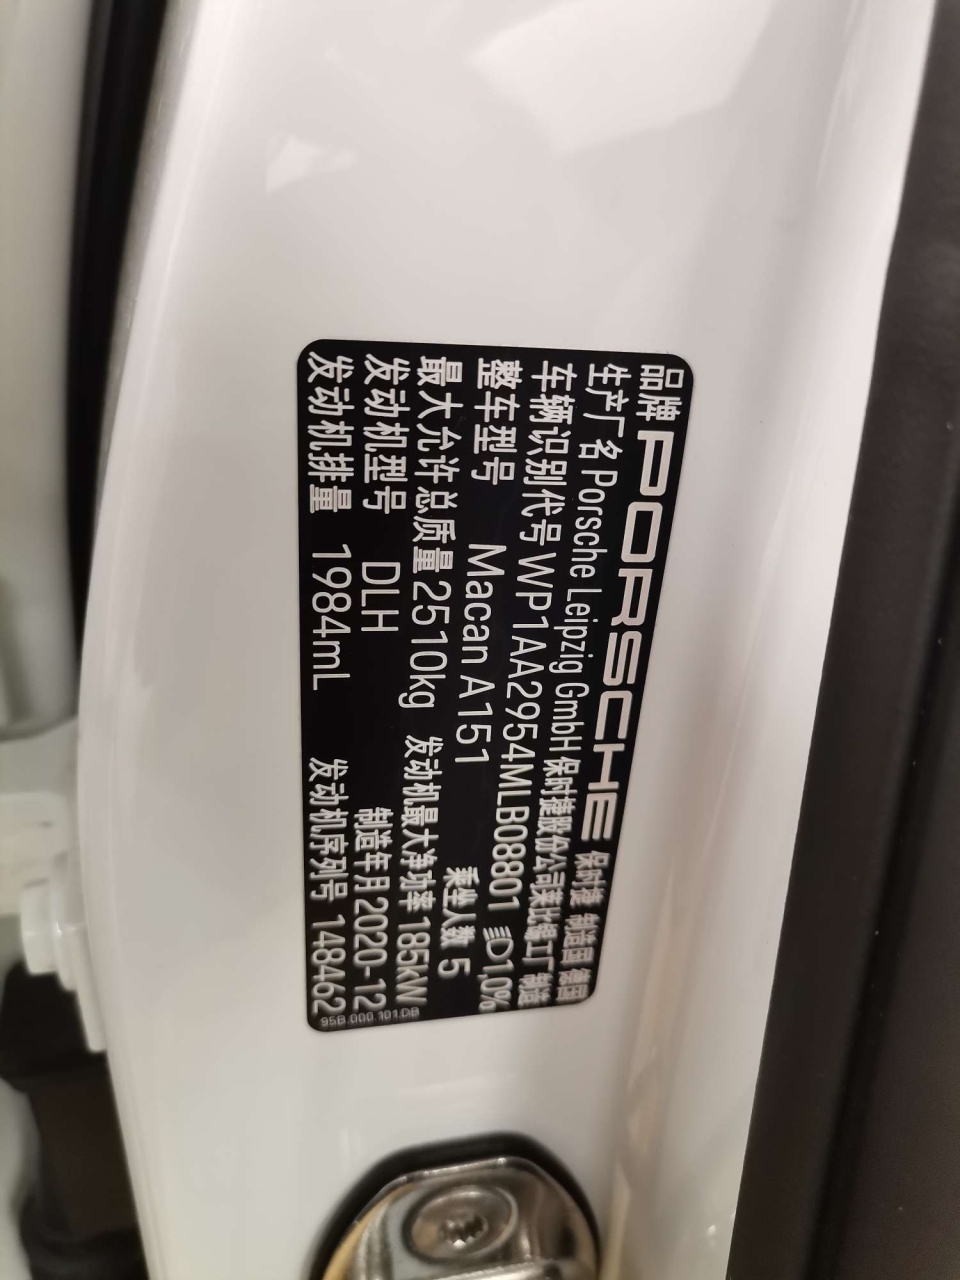 品牌 PORSCHE 保时捷 制造国 德国
生产厂名 Porsche Leipzig GmbH 保时捷股份公司莱比锡工厂 制造
车辆识别代号 WP1AA2954MLB08801 1,0%
整车型号 Macan A151 乘坐人数 5
最大允许总质量 2510kg 发动机最大净功率 185kW
发动机型号 DLH 制造年月 2020-12
发动机排量 1984mL 发动机序列号 148462
95B.000.101.DB